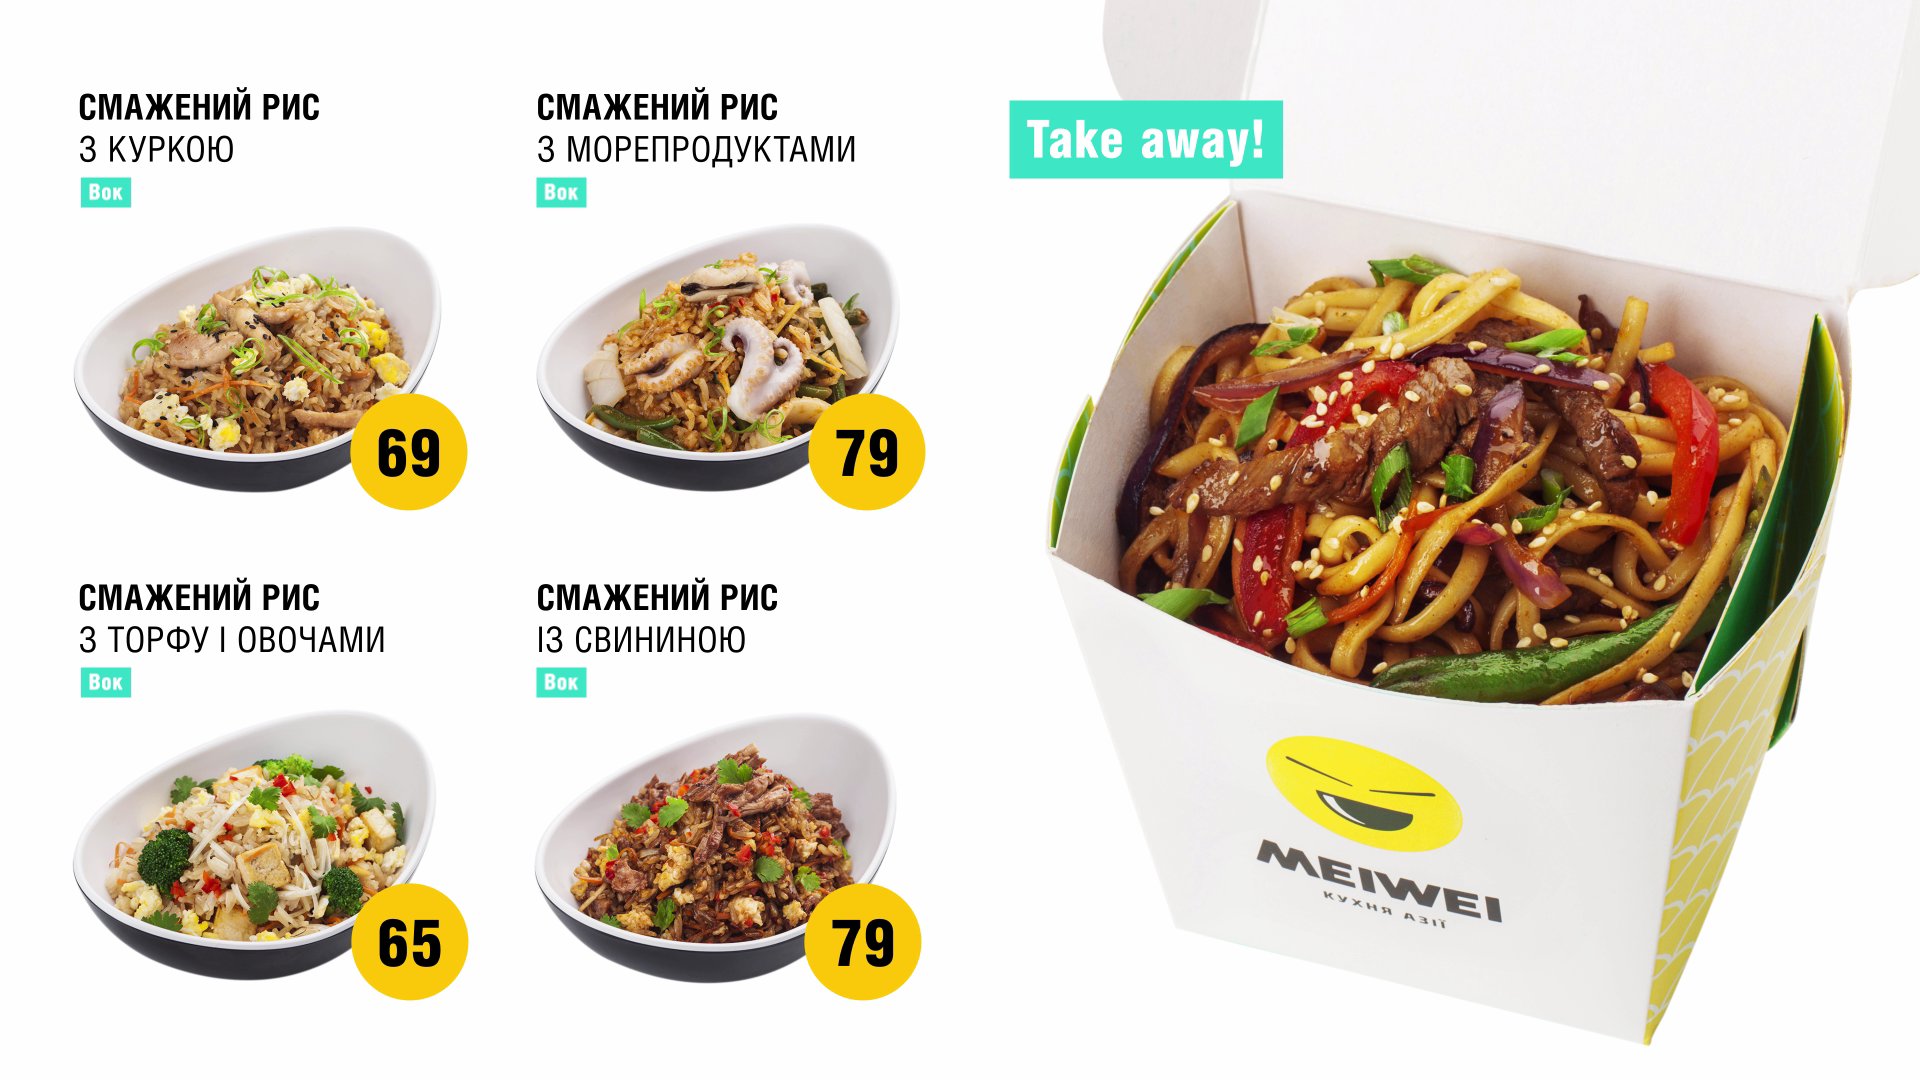 СМАЖЕНИЙ РИС
З КУРКОЮ
Вок
69
СМАЖЕНИЙ РИС
З МОРЕПРОДУКТАМИ
Вок
79
СМАЖЕНИЙ РИС
З ТОРФУ І ОВОЧАМИ
Вок
65
СМАЖЕНИЙ РИС
ІЗ СВИНИНОЮ
Вок
79
Take away!
MEIWEI
КУХНЯ АЗІЇ